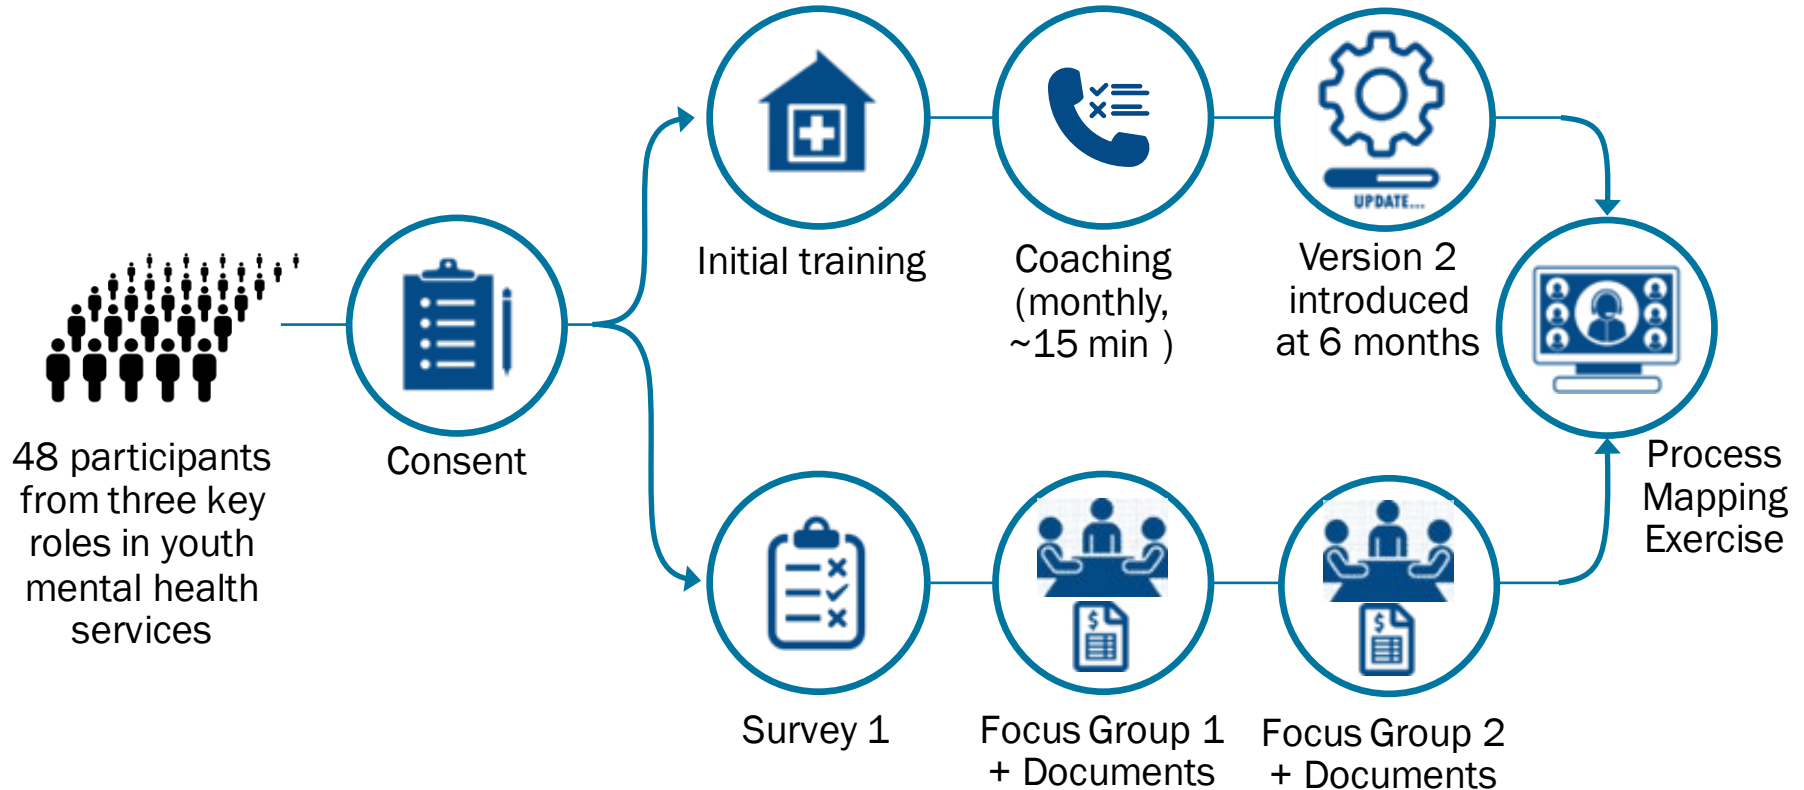 48 participants
from three key
roles in youth
mental health
services
Consent
Initial training
Coaching
(monthly,
~15 min )
UPDATE...
Version 2
introduced
at 6 months
Survey 1
$
Focus Group 1
+ Documents
$
Focus Group 2
+ Documents
Process
Mapping
Exercise